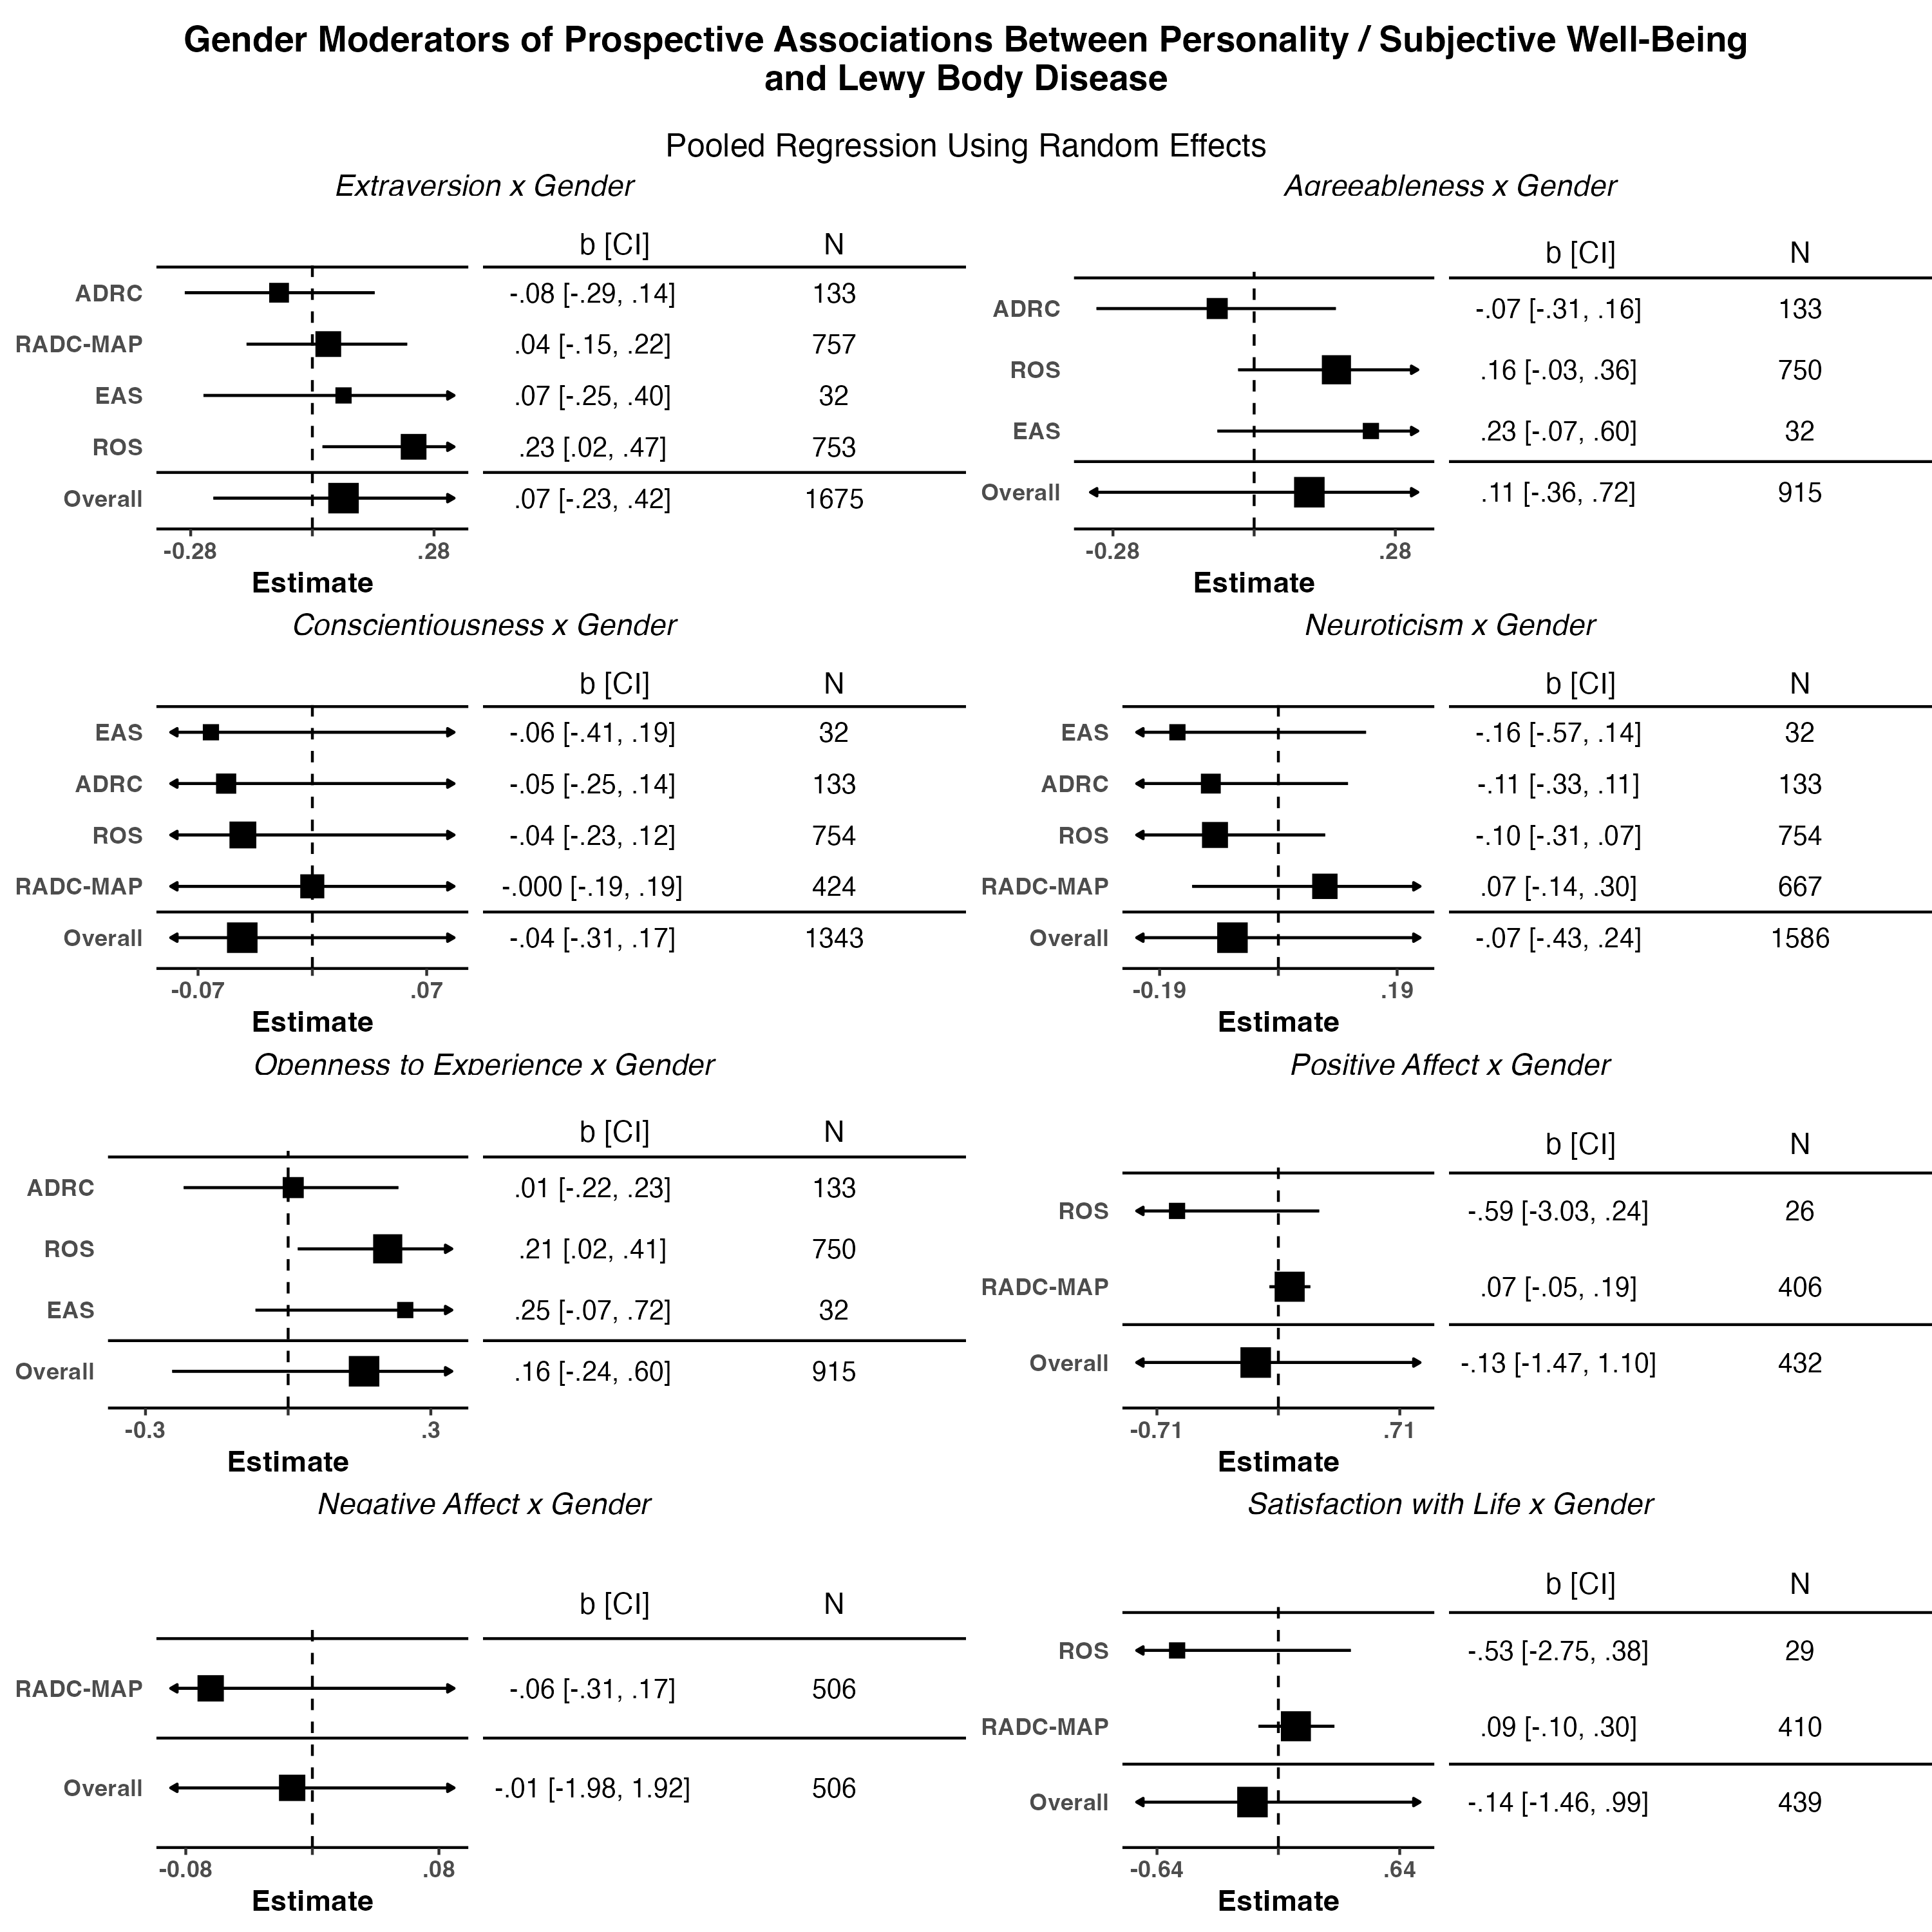 Gender Moderators of Prospective Associations Between Personality / Subjective Well-Being
and Lewy Body Disease
Pooled Regression Using Random Effects
Extraversion x Gender
b [CI] N
ADRC -.08 [-.29, .14] 133
RADC-MAP .04 [-.15, .22] 757
EAS .07 [-.25, .40] 32
ROS .23 [.02, .47] 753
Overall .07 [-.23, .42] 1675
-0.28 .28
Estimate
Agreeableness x Gender
b [CI] N
ADRC -.07 [-.31, .16] 133
ROS .16 [-.03, .36] 750
EAS .23 [-.07, .60] 32
Overall .11 [-.36, .72] 915
-0.28 .28
Estimate
Conscientiousness x Gender
b [CI] N
EAS -.06 [-.41, .19] 32
ADRC -.05 [-.25, .14] 133
ROS -.04 [-.23, .12] 754
RADC-MAP -.000 [-.19, .19] 424
Overall -.04 [-.31, .17] 1343
-0.07 .07
Estimate
Neuroticism x Gender
b [CI] N
EAS -.16 [-.57, .14] 32
ADRC -.11 [-.33, .11] 133
ROS -.10 [-.31, .07] 754
RADC-MAP .07 [-.14, .30] 667
Overall -.07 [-.43, .24] 1586
-0.19 .19
Estimate
Openness to Experience x Gender
b [CI] N
ADRC .01 [-.22, .23] 133
ROS .21 [.02, .41] 750
EAS .25 [-.07, .72] 32
Overall .16 [-.24, .60] 915
-0.3 .3
Estimate
Positive Affect x Gender
b [CI] N
ROS -.59 [-3.03, .24] 26
RADC-MAP .07 [-.05, .19] 406
Overall -.13 [-1.47, 1.10] 432
-0.71 .71
Estimate
Negative Affect x Gender
b [CI] N
RADC-MAP -.06 [-.31, .17] 506
Overall -.01 [-1.98, 1.92] 506
-0.08 .08
Estimate
Satisfaction with Life x Gender
b [CI] N
ROS -.53 [-2.75, .38] 29
RADC-MAP .09 [-.10, .30] 410
Overall -.14 [-1.46, .99] 439
-0.64 .64
Estimate